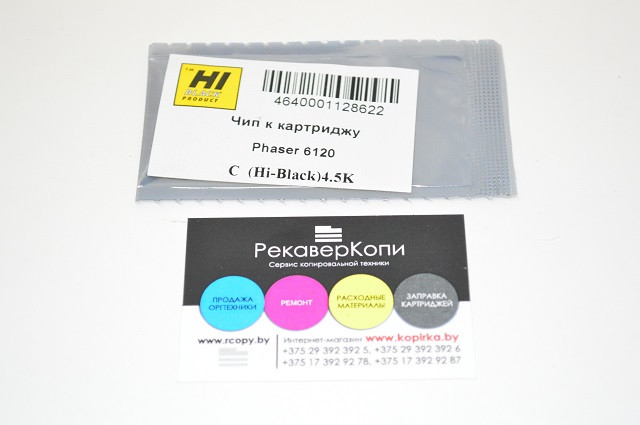 HI
BLACK
PRODUCT
4640001128622
Чип к картриджу
Phaser 6120
C (Hi-Black)4.5K
РекаверКопи
Сервис копировальной техники
ПРОДАЖА ОРГТЕХНИКИ
РЕМОНТ
РАСХОДНЫЕ МАТЕРИАЛЫ
ЗАПРАВКА КАРТРИДЖЕЙ
www.rcopy.by
Интернет-магазин www.kopirka.by
+375 29 392 392 5, +375 29 392 392 6
+375 17 392 92 78, +375 17 392 92 87